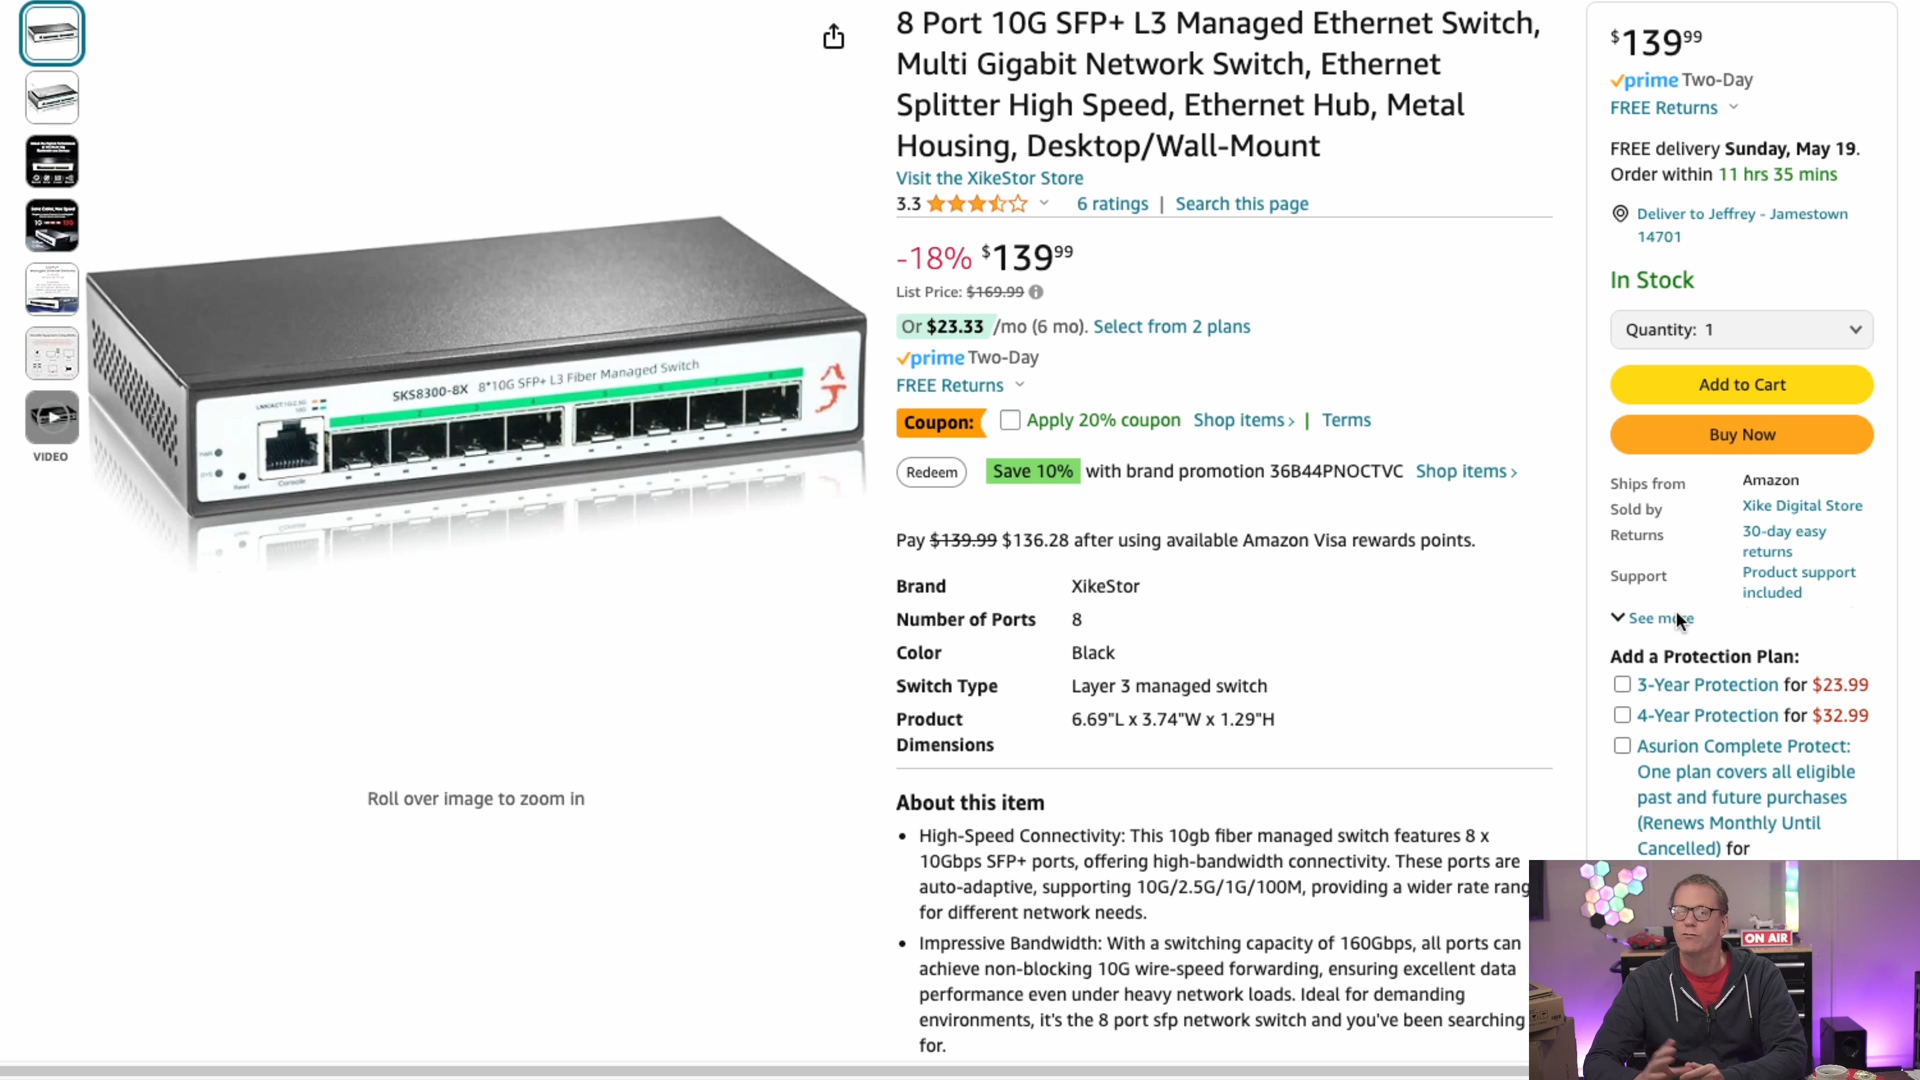 8 Port 10G SFP+ L3 Managed Ethernet Switch,
Multi Gigabit Network Switch, Ethernet
Splitter High Speed, Ethernet Hub, Metal
Housing, Desktop/Wall-Mount
Visit the XikeStor Store
3.3
6 ratings | Search this page
-18% $139.99
List Price: $169.99
Or $23.33 /mo (6 mo). Select from 2 plans
prime Two-Day
FREE Returns
Coupon: Apply 20% coupon Shop items› | Terms
Redeem Save 10% with brand promotion 36B44PNOCTVC Shop items›
Pay $139.99 $136.28 after using available Amazon Visa rewards points.
Brand XikeStor
Number of Ports 8
Color Black
Switch Type Layer 3 managed switch
Product 6.69"L x 3.74"W x 1.29"H
Dimensions
About this item
• High-Speed Connectivity: This 10gb fiber managed switch features 8 x
10Gbps SFP+ ports, offering high-bandwidth connectivity. These ports are
auto-adaptive, supporting 10G/2.5G/1G/100M, providing a wider rate rang
for different network needs.
• Impressive Bandwidth: With a switching capacity of 160Gbps, all ports can
achieve non-blocking 10G wire-speed forwarding, ensuring excellent data
performance even under heavy network loads. Ideal for demanding
environments, it's the 8 port sfp network switch and you've been searching
for.
VIDEO
SKS8300-8X 8*10G SFP+ L3 Fiber Managed Switch
Console
Reset
Roll over image to zoom in
$139.99
prime Two-Day
FREE Returns
FREE delivery Sunday, May 19.
Order within 11 hrs 35 mins
Deliver to Jeffrey - Jamestown
14701
In Stock
Quantity: 1
Add to Cart
Buy Now
Ships from Amazon
Sold by Xike Digital Store
Returns 30-day easy
returns
Support Product support
included
See more
Add a Protection Plan:
3-Year Protection for $23.99
4-Year Protection for $32.99
Asurion Complete Protect:
One plan covers all eligible
past and future purchases
(Renews Monthly Until
Cancelled) for
ON AIR